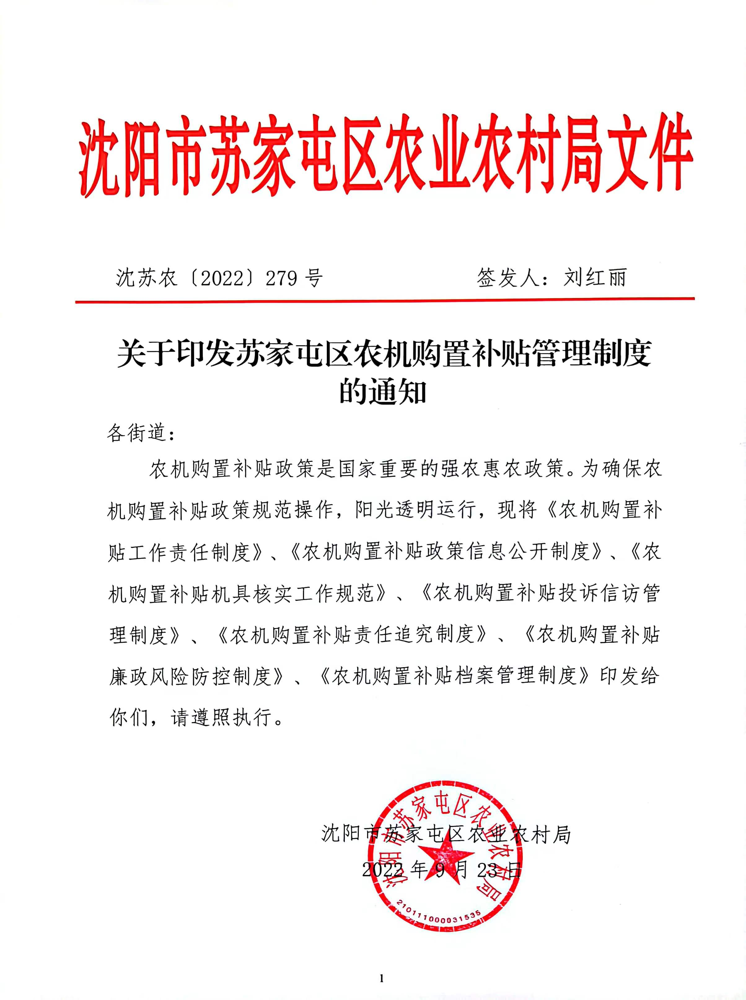 沈阳市苏家屯区农业农村局文件
沈苏农〔2022〕279号 签发人：刘红丽
关于印发苏家屯区农机购置补贴管理制度
的通知
各街道：
农机购置补贴政策是国家重要的强农惠农政策。为确保农
机购置补贴政策规范操作，阳光透明运行，现将《农机购置补
贴工作责任制度》、《农机购置补贴政策信息公开制度》、《农
机购置补贴机具核实工作规范》、《农机购置补贴投诉信访管
理制度》、《农机购置补贴责任追究制度》、《农机购置补贴
廉政风险防控制度》、《农机购置补贴档案管理制度》印发给
你们，请遵照执行。
沈阳市苏家屯区农业农村局
沈阳市苏家屯区农业农村局
2022年9月23日
210111000031535
1